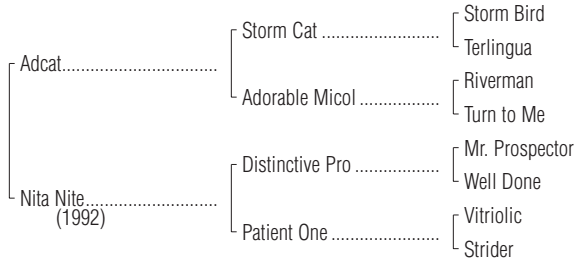 Storm Bird
Storm Cat ........................
Terlingua
Adcat................................
Riverman
Adorable Micol ................
Turn to Me
Mr. Prospector
Distinctive Pro .................
Well Done
Nita Nite...........................
(1992)
Vitriolic
Patient One ......................
Strider